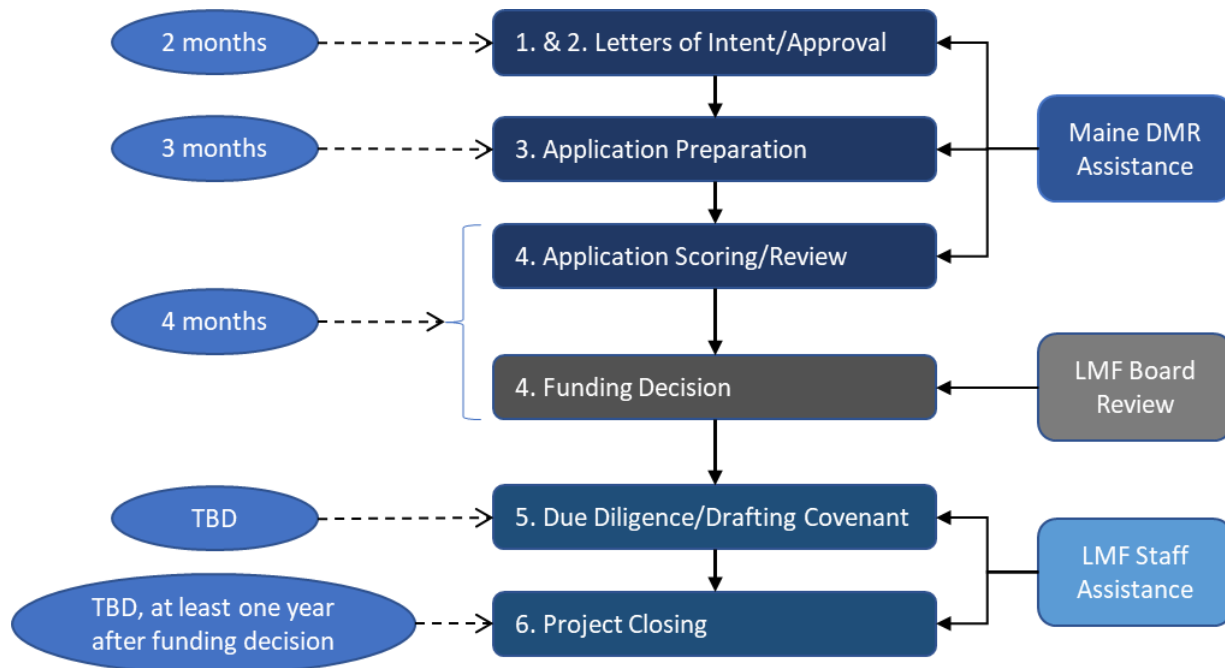 2 months
1. & 2. Letters of Intent/Approval
3 months
3. Application Preparation
Maine DMR
Assistance
4. Application Scoring/Review
4 months
4. Funding Decision
LMF Board
Review
TBD
5. Due Diligence/Drafting Covenant
LMF Staff
Assistance
TBD, at least one year
after funding decision
6. Project Closing